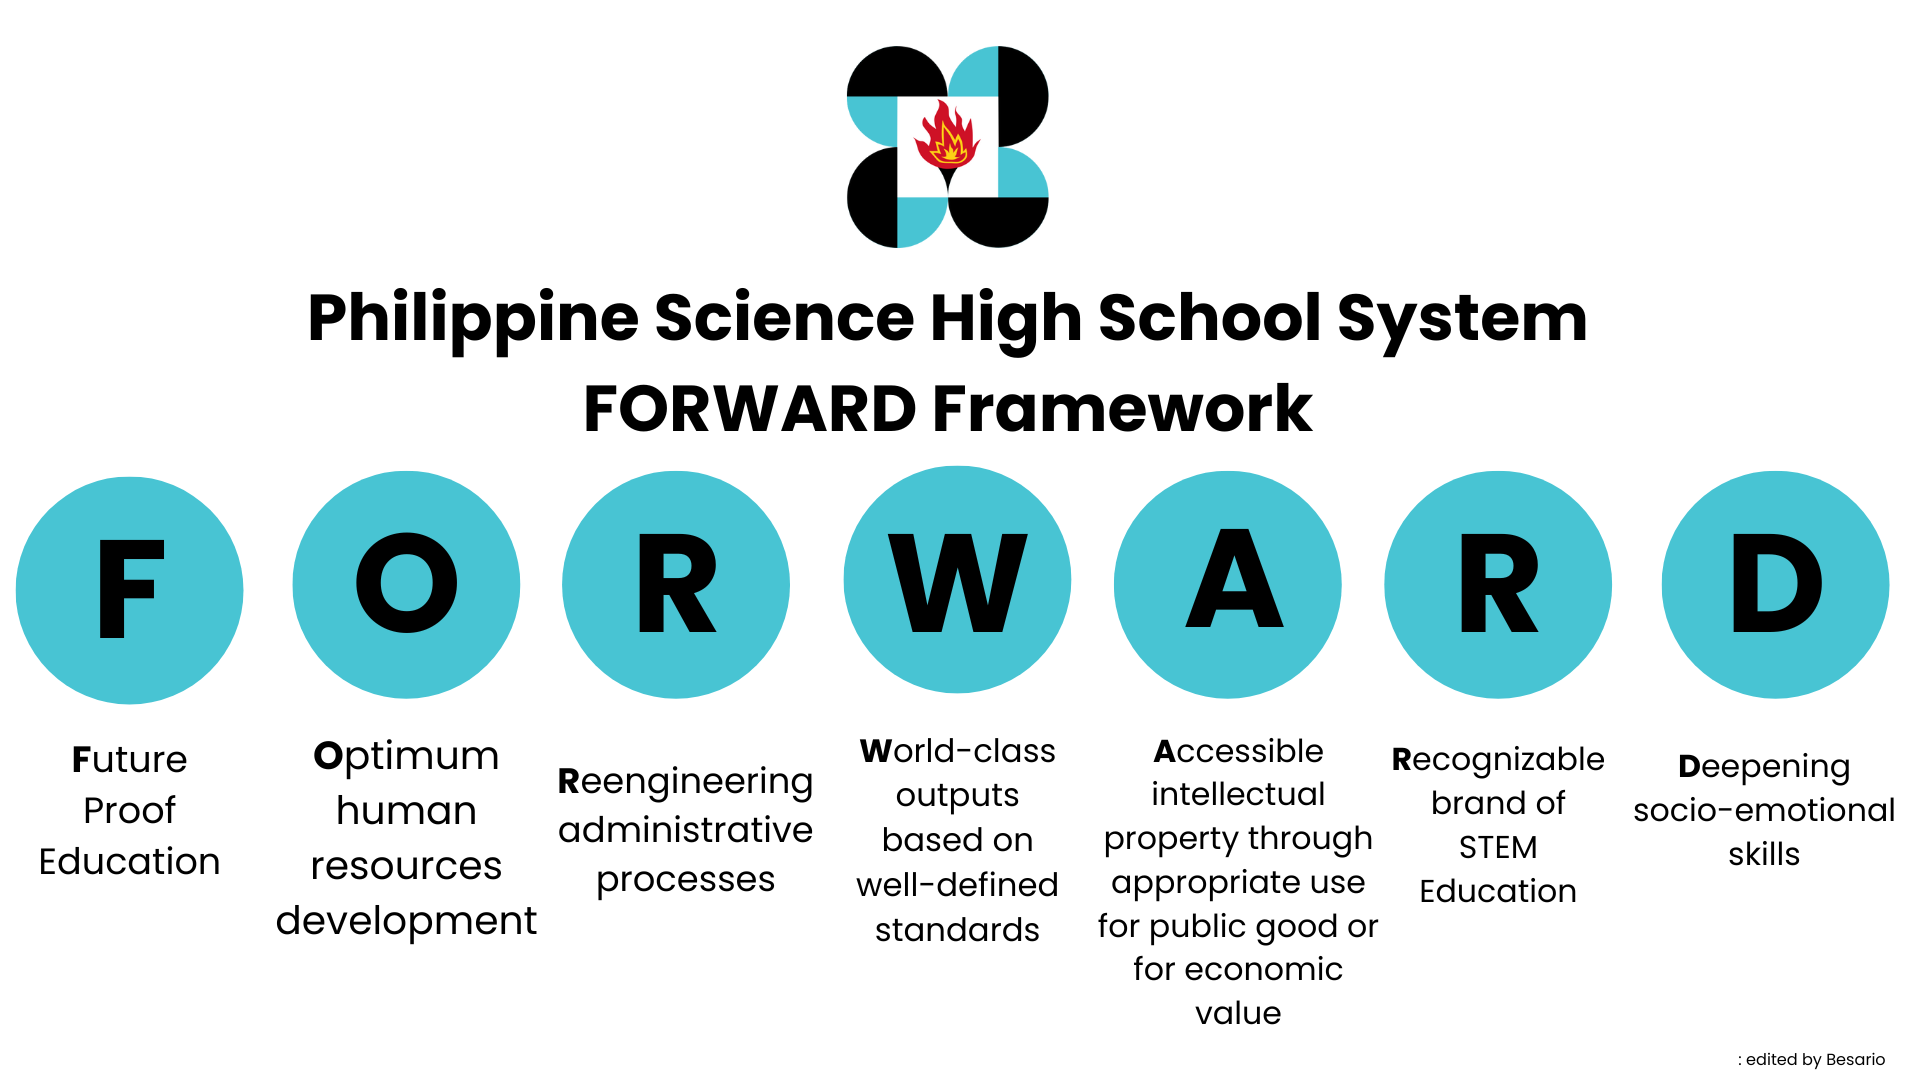 Philippine Science High School System
FORWARD Framework
F
O
R
W
A
R
D
Future
Proof
Education
Optimum
human
resources
development
Reengineering
administrative
processes
World-class
outputs
based on
well-defined
standards
Accessible
intellectual
property through
appropriate use
for public good or
for economic
value
Recognizable
brand of
STEM
Education
Deepening
socio-emotional
skills
: edited by Besario